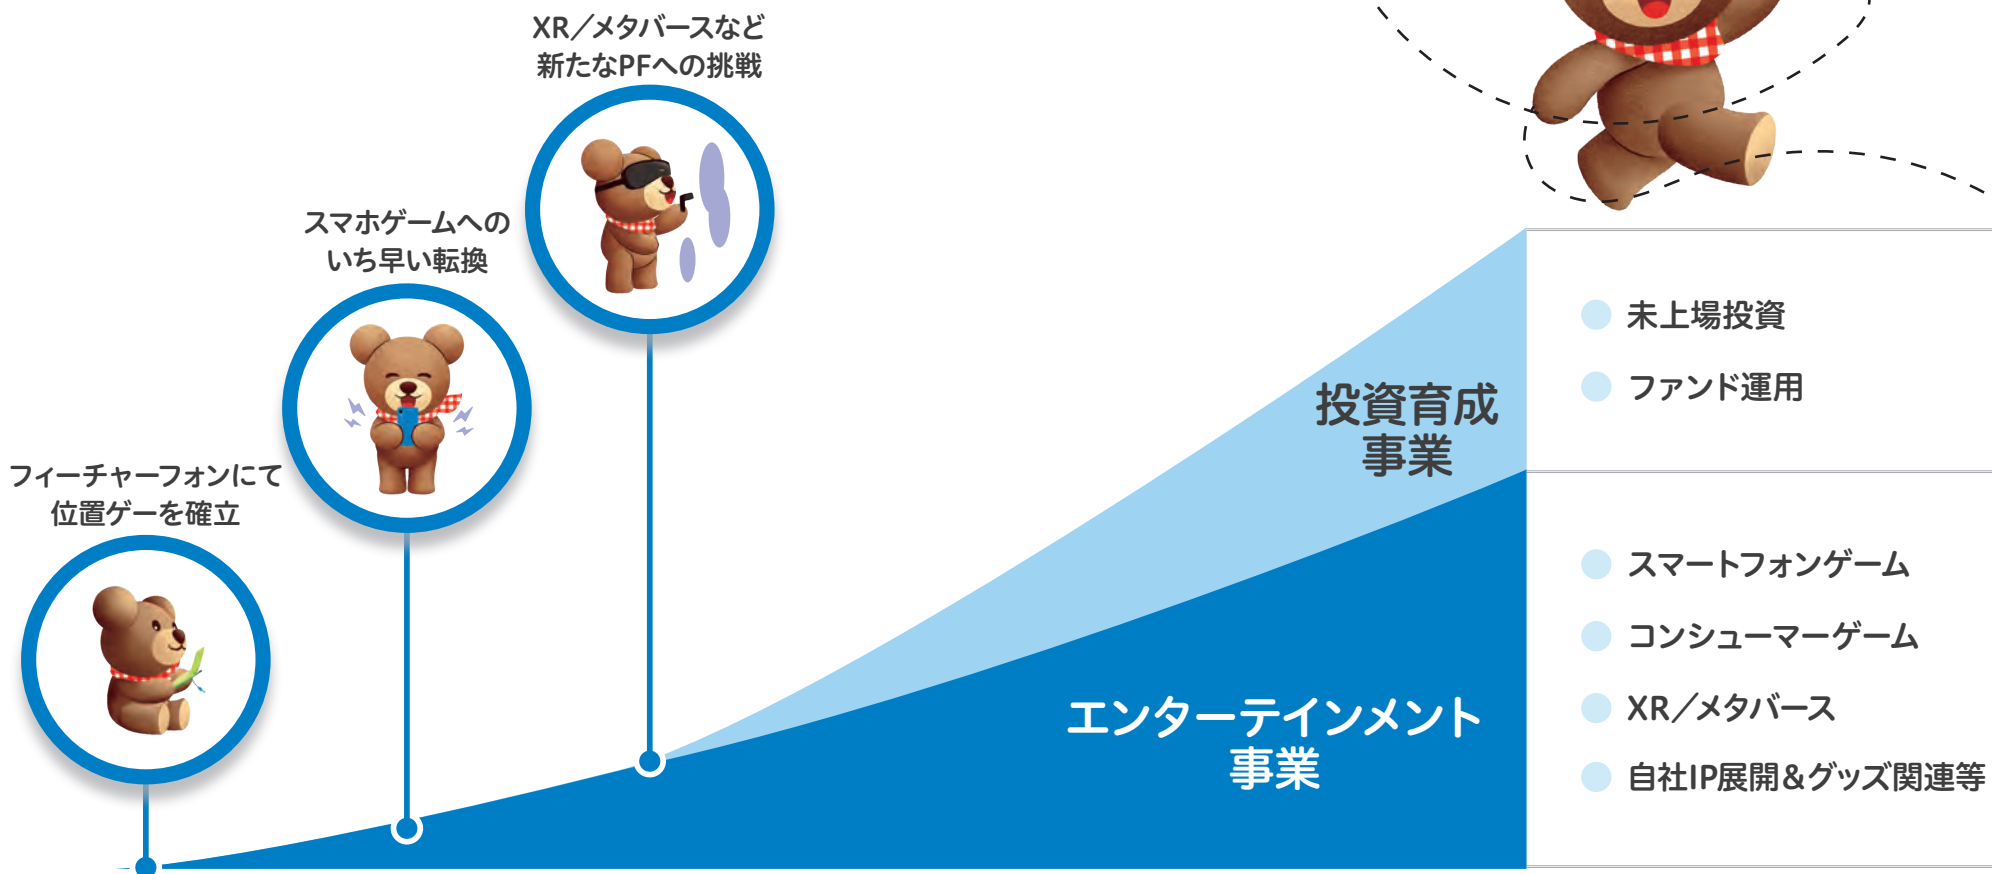 XR／メタバースなど
新たなPFへの挑戦
スマホゲームへの
いち早い転換
フィーチャーフォンにて
位置ゲーを確立
投資育成
事業
エンターテインメント
事業
未上場投資
ファンド運用
スマートフォンゲーム
コンシューマーゲーム
XR／メタバース
自社IP展開&グッズ関連等